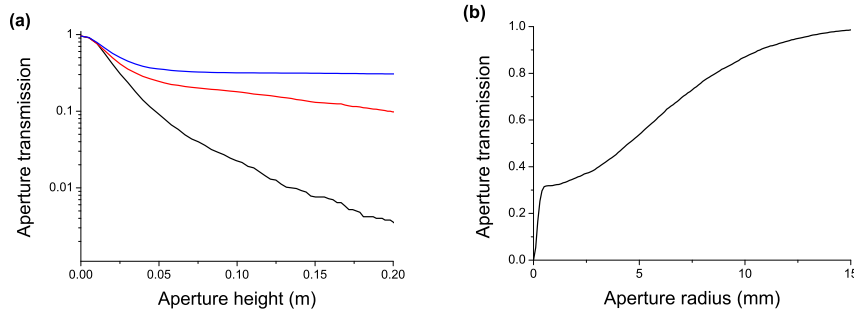 (a)
Aperture transmission
1
0.1
0.01
0.00 0.05 0.10 0.15 0.20
Aperture height (m)
(b)
Aperture transmission
1.0
0.8
0.6
0.4
0.2
0.0
0 5 10 15
Aperture radius (mm)